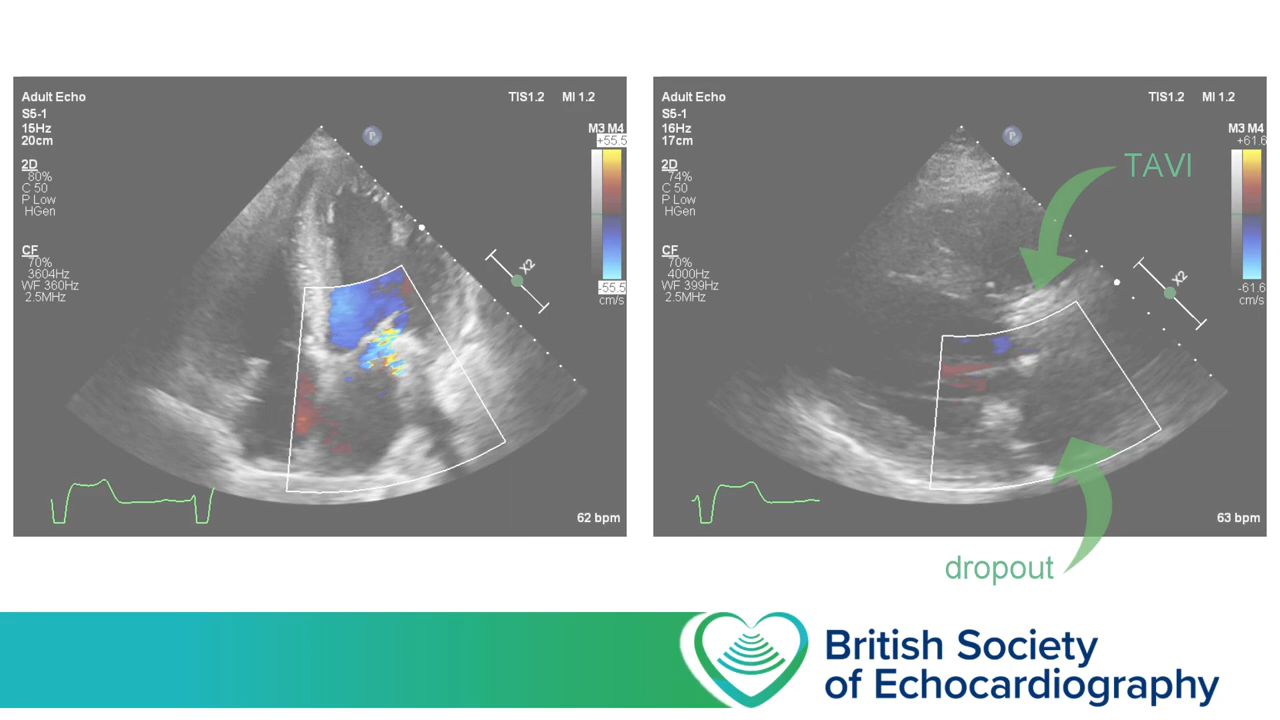 Adult Echo
TIS1.2 MI 1.2
S5-1
15Hz
20cm
M3 M4
+55.5
2D
80%
C 50
P Low
HGen
P
CF
70%
3604Hz
WF 360Hz
2.5MHz
X2
-55.5
cm/s
62 bpm
Adult Echo
TIS1.2 MI 1.2
S5-1
16Hz
17cm
M3 M4
+61.6
2D
74%
C 50
P Low
HGen
P
TAVI
CF
70%
4000Hz
WF 399Hz
2.5MHz
X2
-61.6
cm/s
63 bpm
dropout
British Society
of Echocardiography